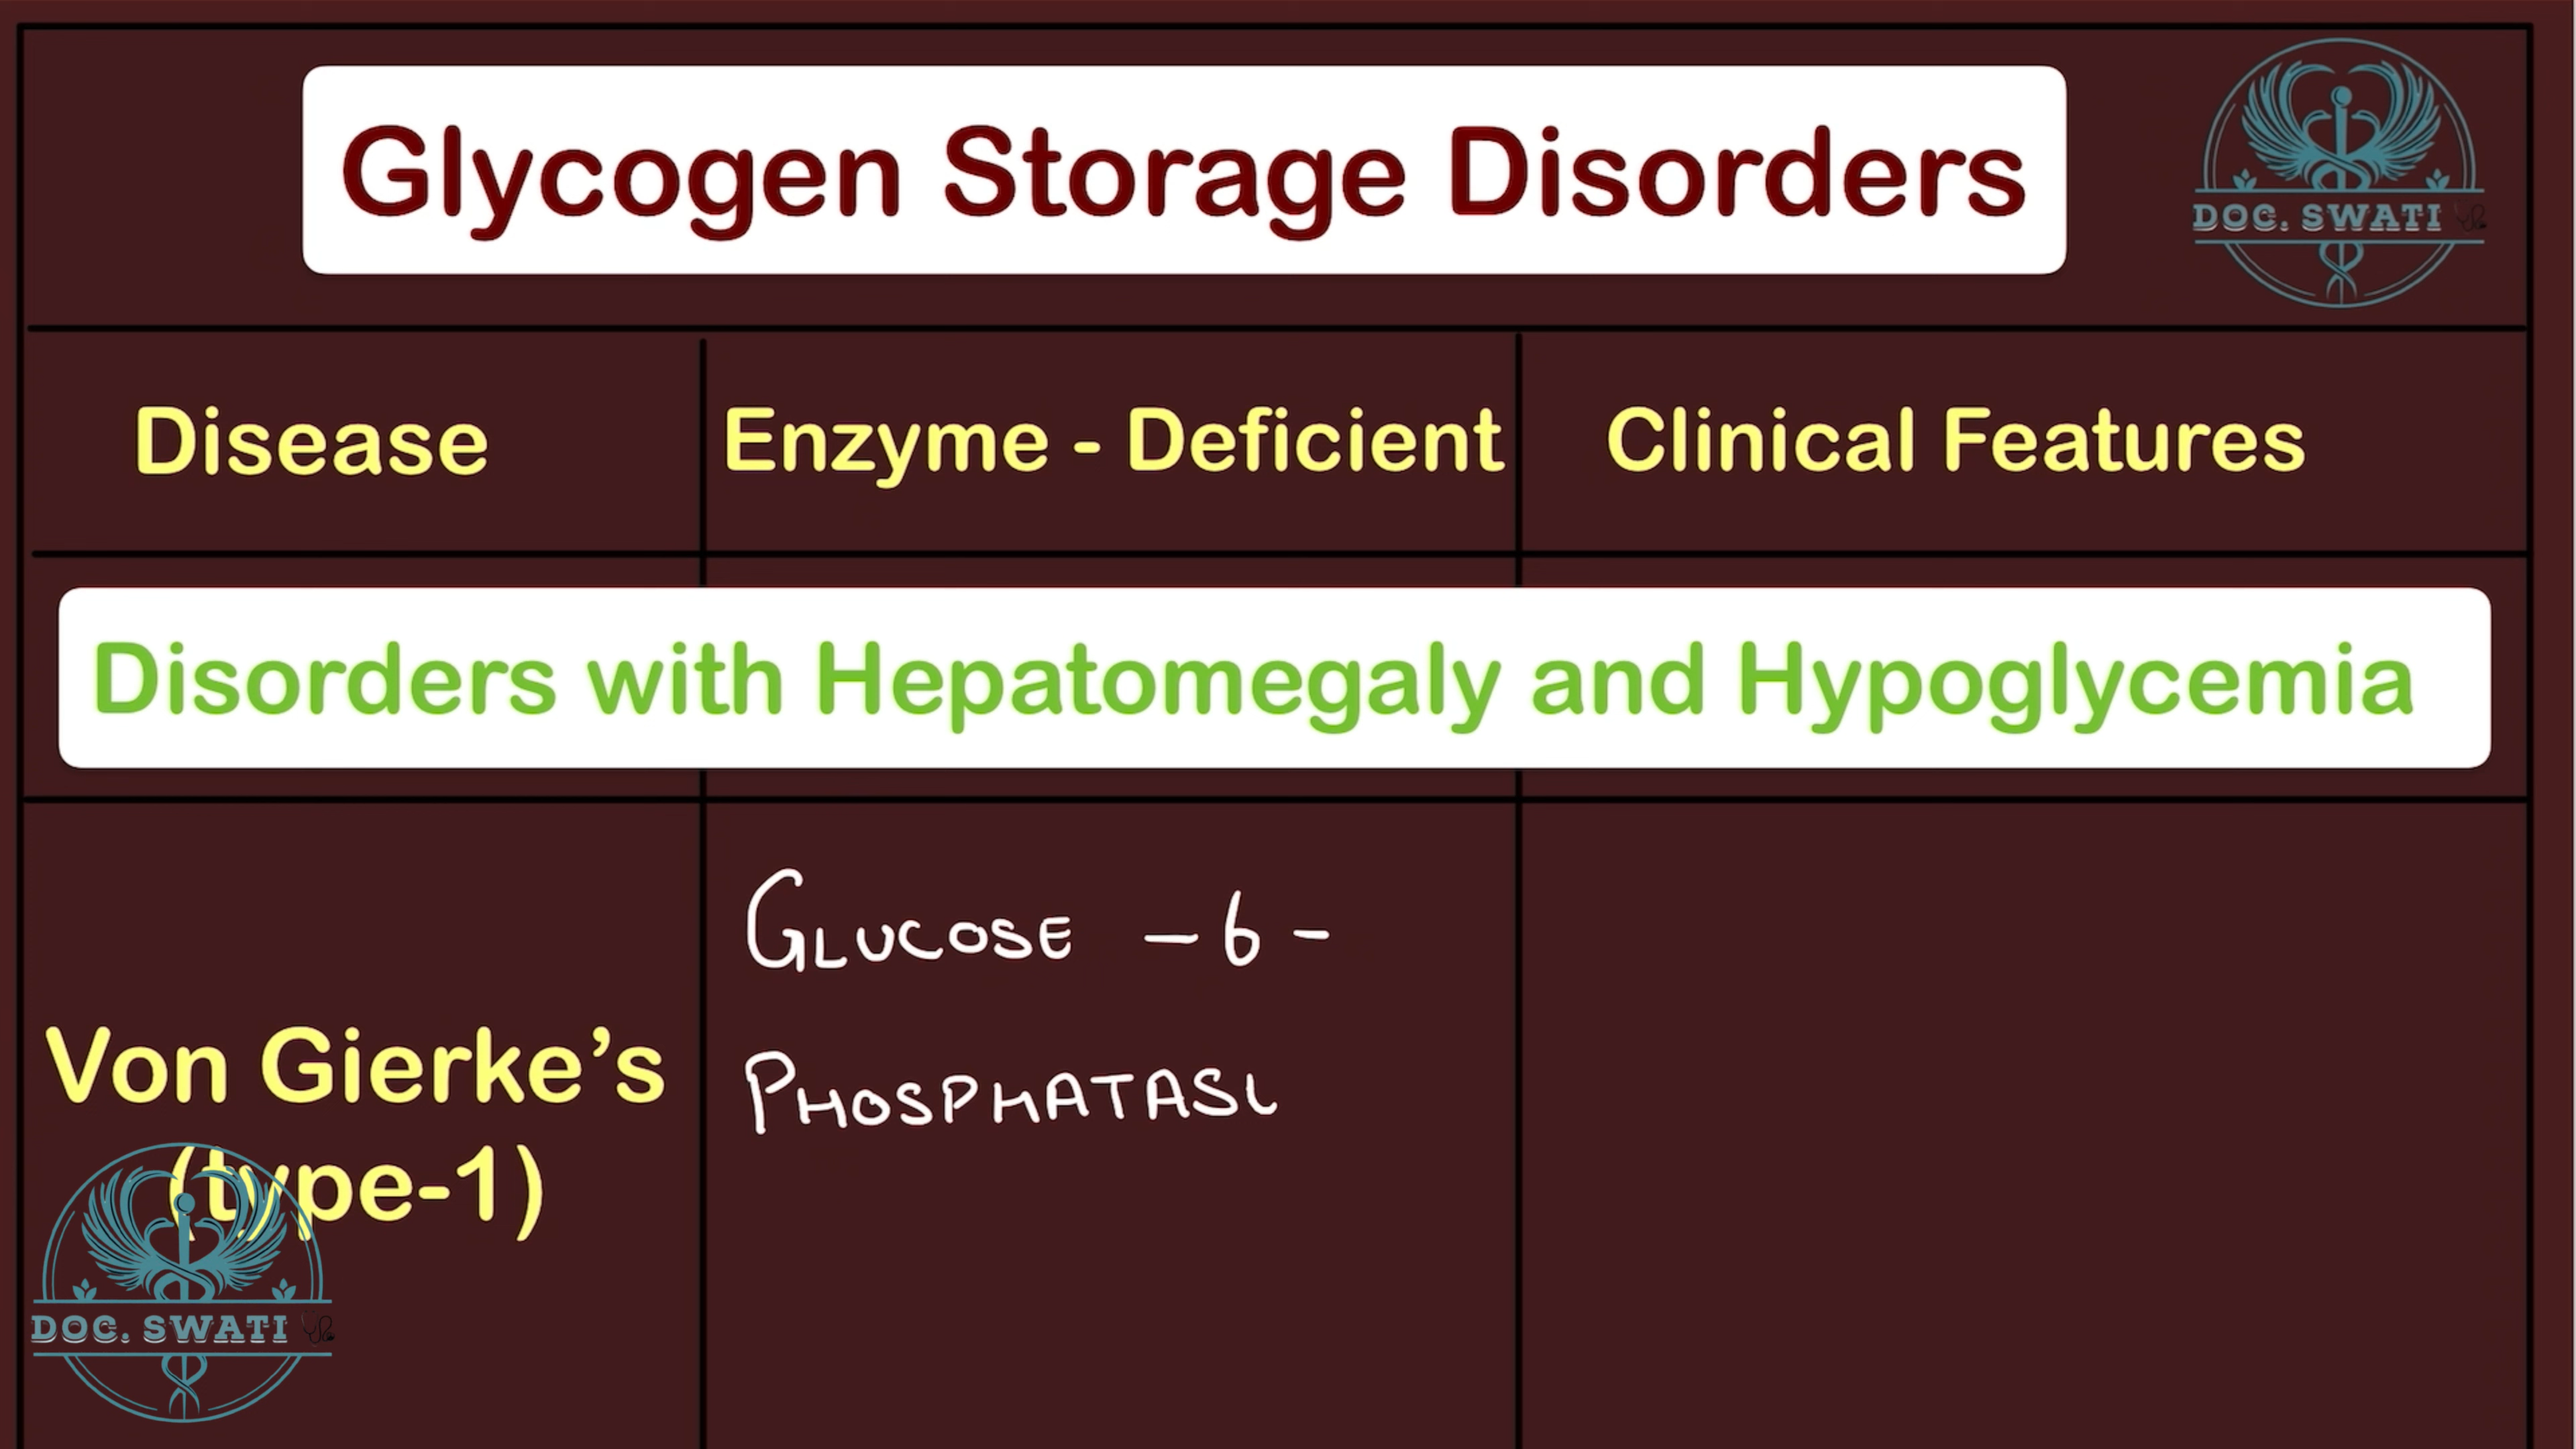 Glycogen Storage Disorders
DOC. SWATI
Disease
Enzyme - Deficient
Clinical Features
Disorders with Hepatomegaly and Hypoglycemia
GLUCOSE - 6 -
PHOSPHATASE
Von Gierke’s
(type-1)
DOC. SWATI